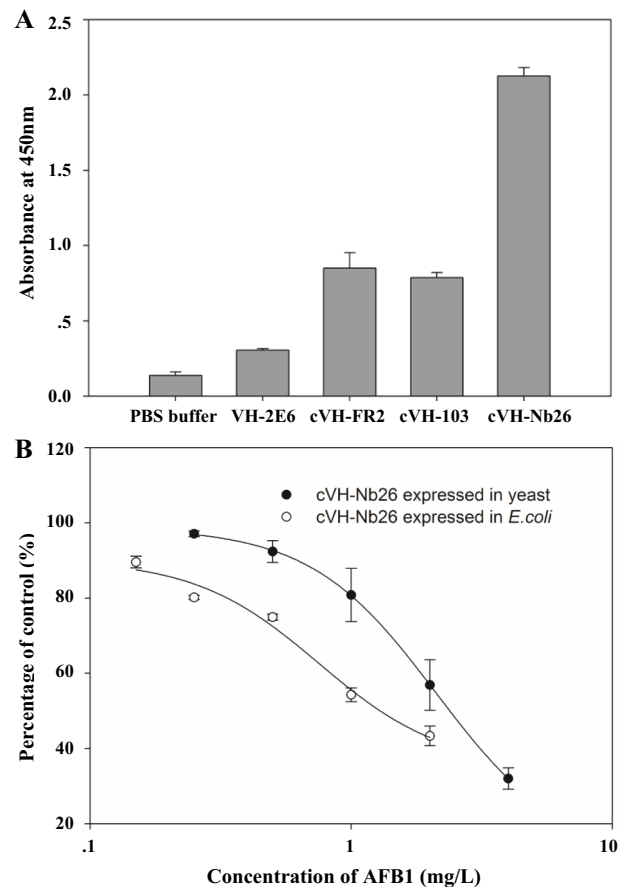 A
2.5
2.0
1.5
1.0
.5
0.0
Absorbance at 450nm
PBS buffer VH-2E6 cVH-FR2 cVH-103 cVH-Nb26
B
120
100
80
60
40
20
Percentage of control (%)
cVH-Nb26 expressed in yeast
cVH-Nb26 expressed in E.coli
.1 1 10
Concentration of AFB1 (mg/L)